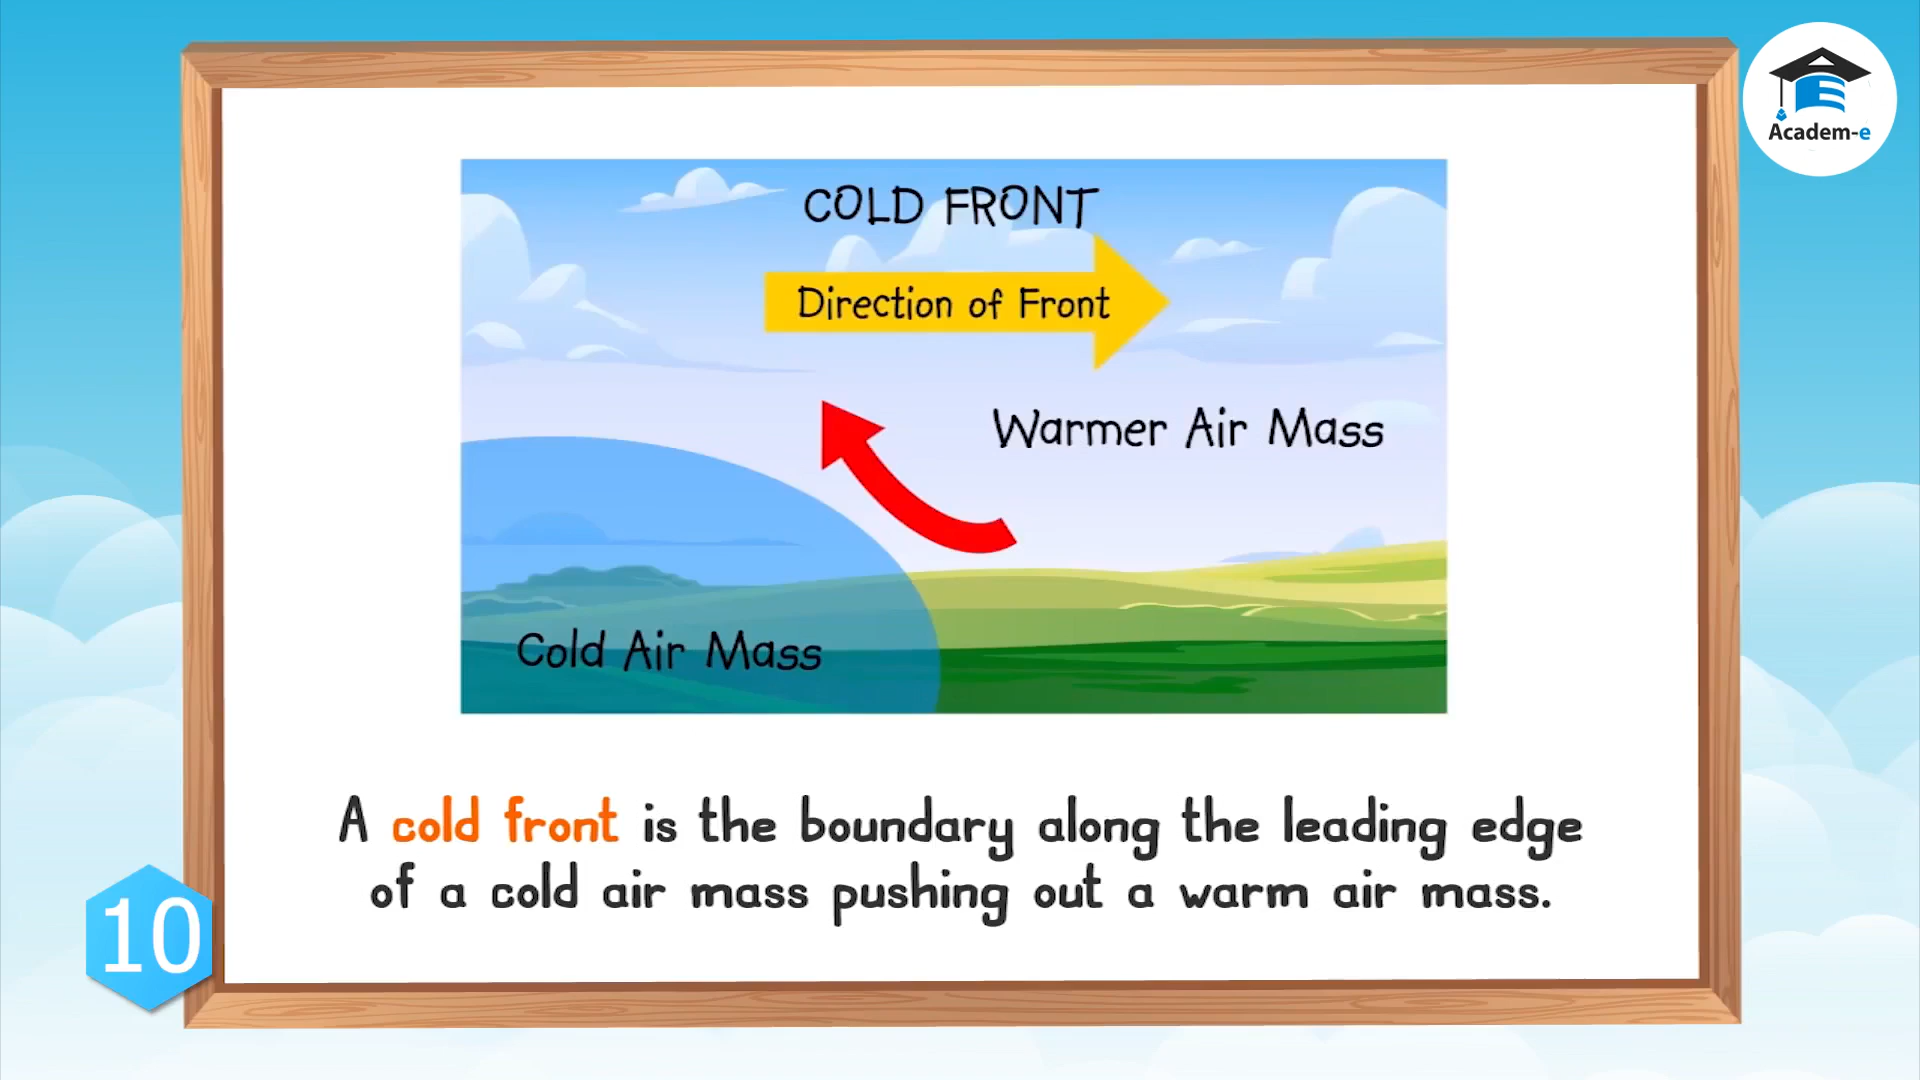 Academ-e
COLD FRONT
Direction of Front
Warmer Air Mass
Cold Air Mass
A cold front is the boundary along the leading edge
of a cold air mass pushing out a warm air mass.
10